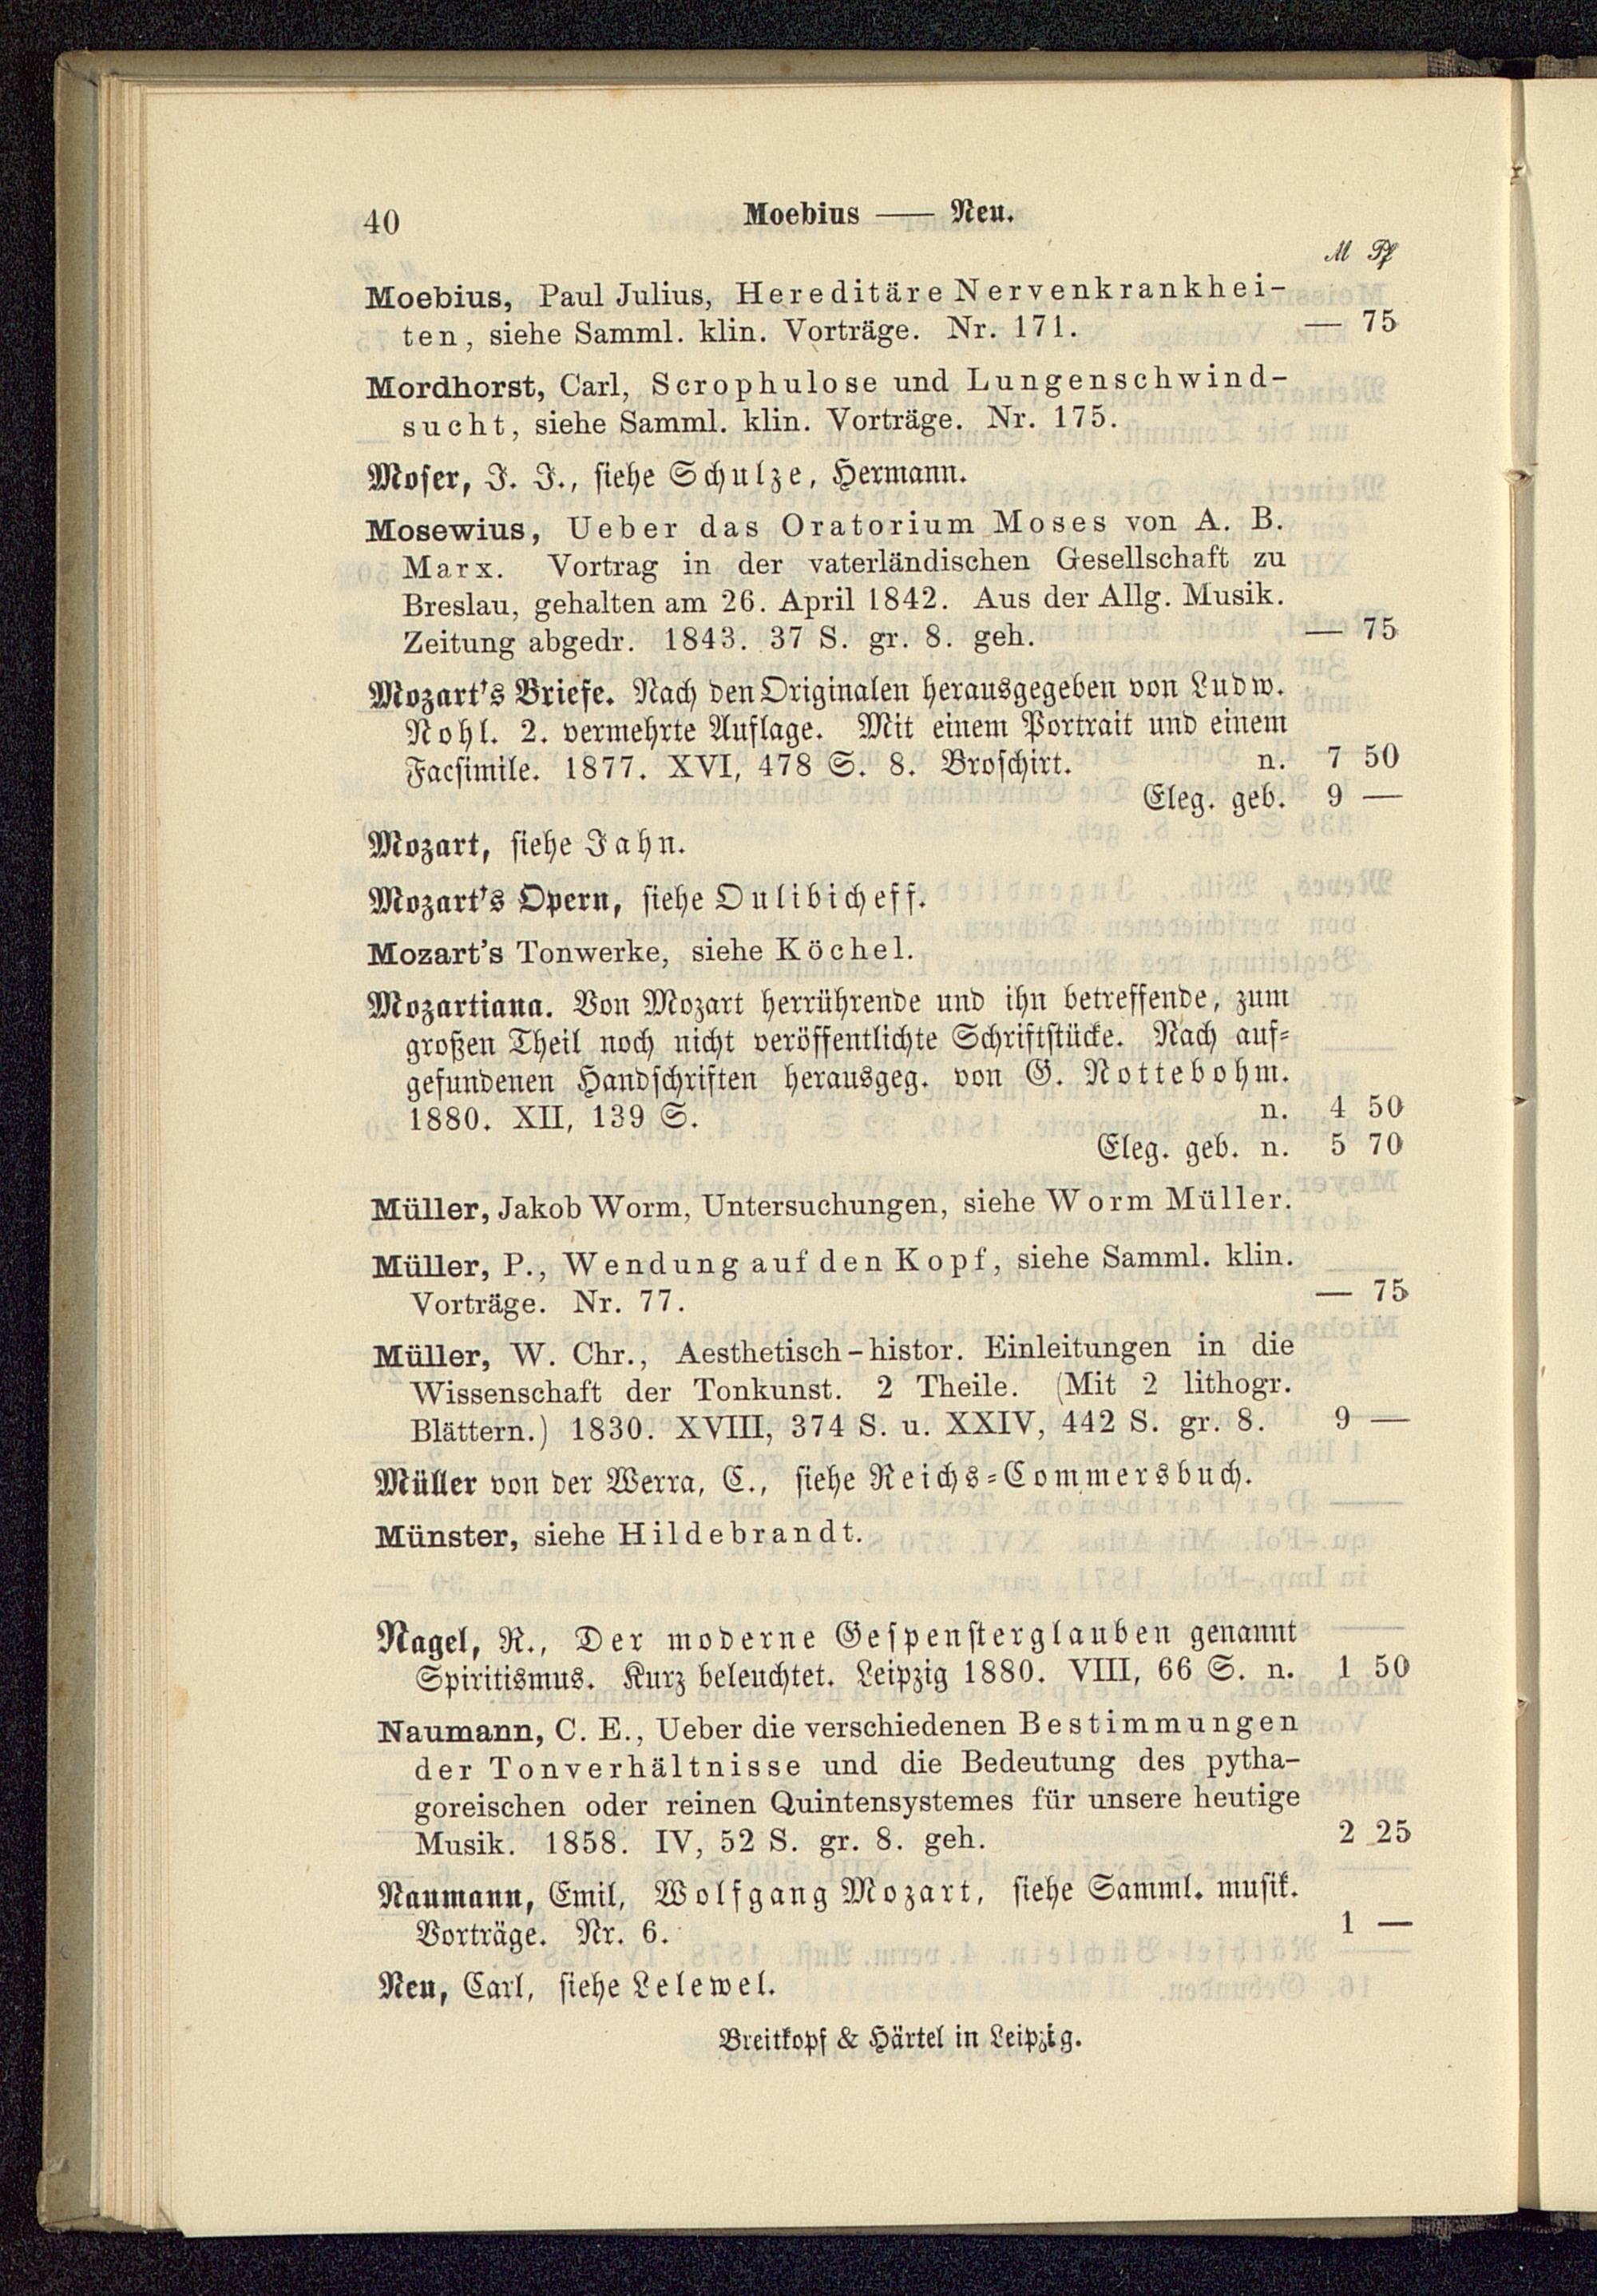 40 Moebius — Neu.
M Pf
Moebius, Paul Julius, Hereditäre Nervenkrankhei-
ten, siehe Samml. klin. Vorträge. Nr. 171. — 75
Mordhorst, Carl, Scrophulose und Lungenschwind-
sucht, siehe Samml. klin. Vorträge. Nr. 175.
Moser, J. J., siehe Schulze, Hermann.
Mosewius, Ueber das Oratorium Moses von A. B.
Marx. Vortrag in der vaterländischen Gesellschaft zu
Breslau, gehalten am 26. April 1842. Aus der Allg. Musik.
Zeitung abgedr. 1843. 37 S. gr. 8. geh. — 75
Mozart's Briefe. Nach den Originalen herausgegeben von Ludw.
Nohl. 2. vermehrte Auflage. Mit einem Portrait und einem
Facsimile. 1877. XVI, 478 S. 8. Broschirt. n. 7 50
Eleg. geb. 9 —
Mozart, siehe Jahn.
Mozart's Opern, siehe Oulibicheff.
Mozart's Tonwerke, siehe Köchel.
Mozartiana. Von Mozart herrührende und ihn betreffende, zum
großen Theil noch nicht veröffentlichte Schriftstücke. Nach auf-
gefundenen Handschriften herausgeg. von G. Nottebohm.
1880. XII, 139 S. n. 4 50
Eleg. geb. n. 5 70
Müller, Jakob Worm, Untersuchungen, siehe Worm Müller.
Müller, P., Wendung auf den Kopf, siehe Samml. klin.
Vorträge. Nr. 77. — 75
Müller, W. Chr., Aesthetisch-histor. Einleitungen in die
Wissenschaft der Tonkunst. 2 Theile. (Mit 2 lithogr.
Blättern.) 1830. XVIII, 374 S. u. XXIV, 442 S. gr. 8. 9 —
Müller von der Werra, C., siehe Reichs-Commersbuch.
Münster, siehe Hildebrandt.
Nagel, R., Der moderne Gespensterglauben genannt
Spiritismus. Kurz beleuchtet. Leipzig 1880. VIII, 66 S. n. 1 50
Naumann, C. E., Ueber die verschiedenen Bestimmungen
der Tonverhältnisse und die Bedeutung des pytha-
goreischen oder reinen Quintensystemes für unsere heutige
Musik. 1858. IV, 52 S. gr. 8. geh. 2 25
Naumann, Emil, Wolfgang Mozart, siehe Samml. musik.
Vorträge. Nr. 6. 1 —
Neu, Carl, siehe Lelewel.
Breitkopf & Härtel in Leipzig.